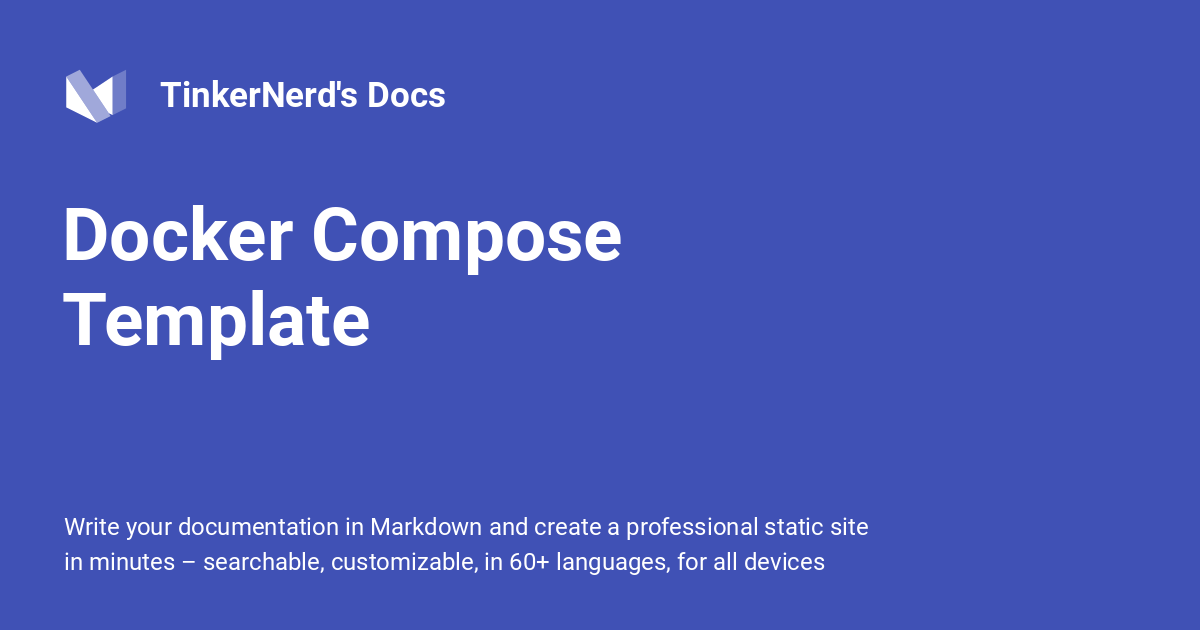 TinkerNerd's Docs
Docker Compose
Template
Write your documentation in Markdown and create a professional static site
in minutes – searchable, customizable, in 60+ languages, for all devices